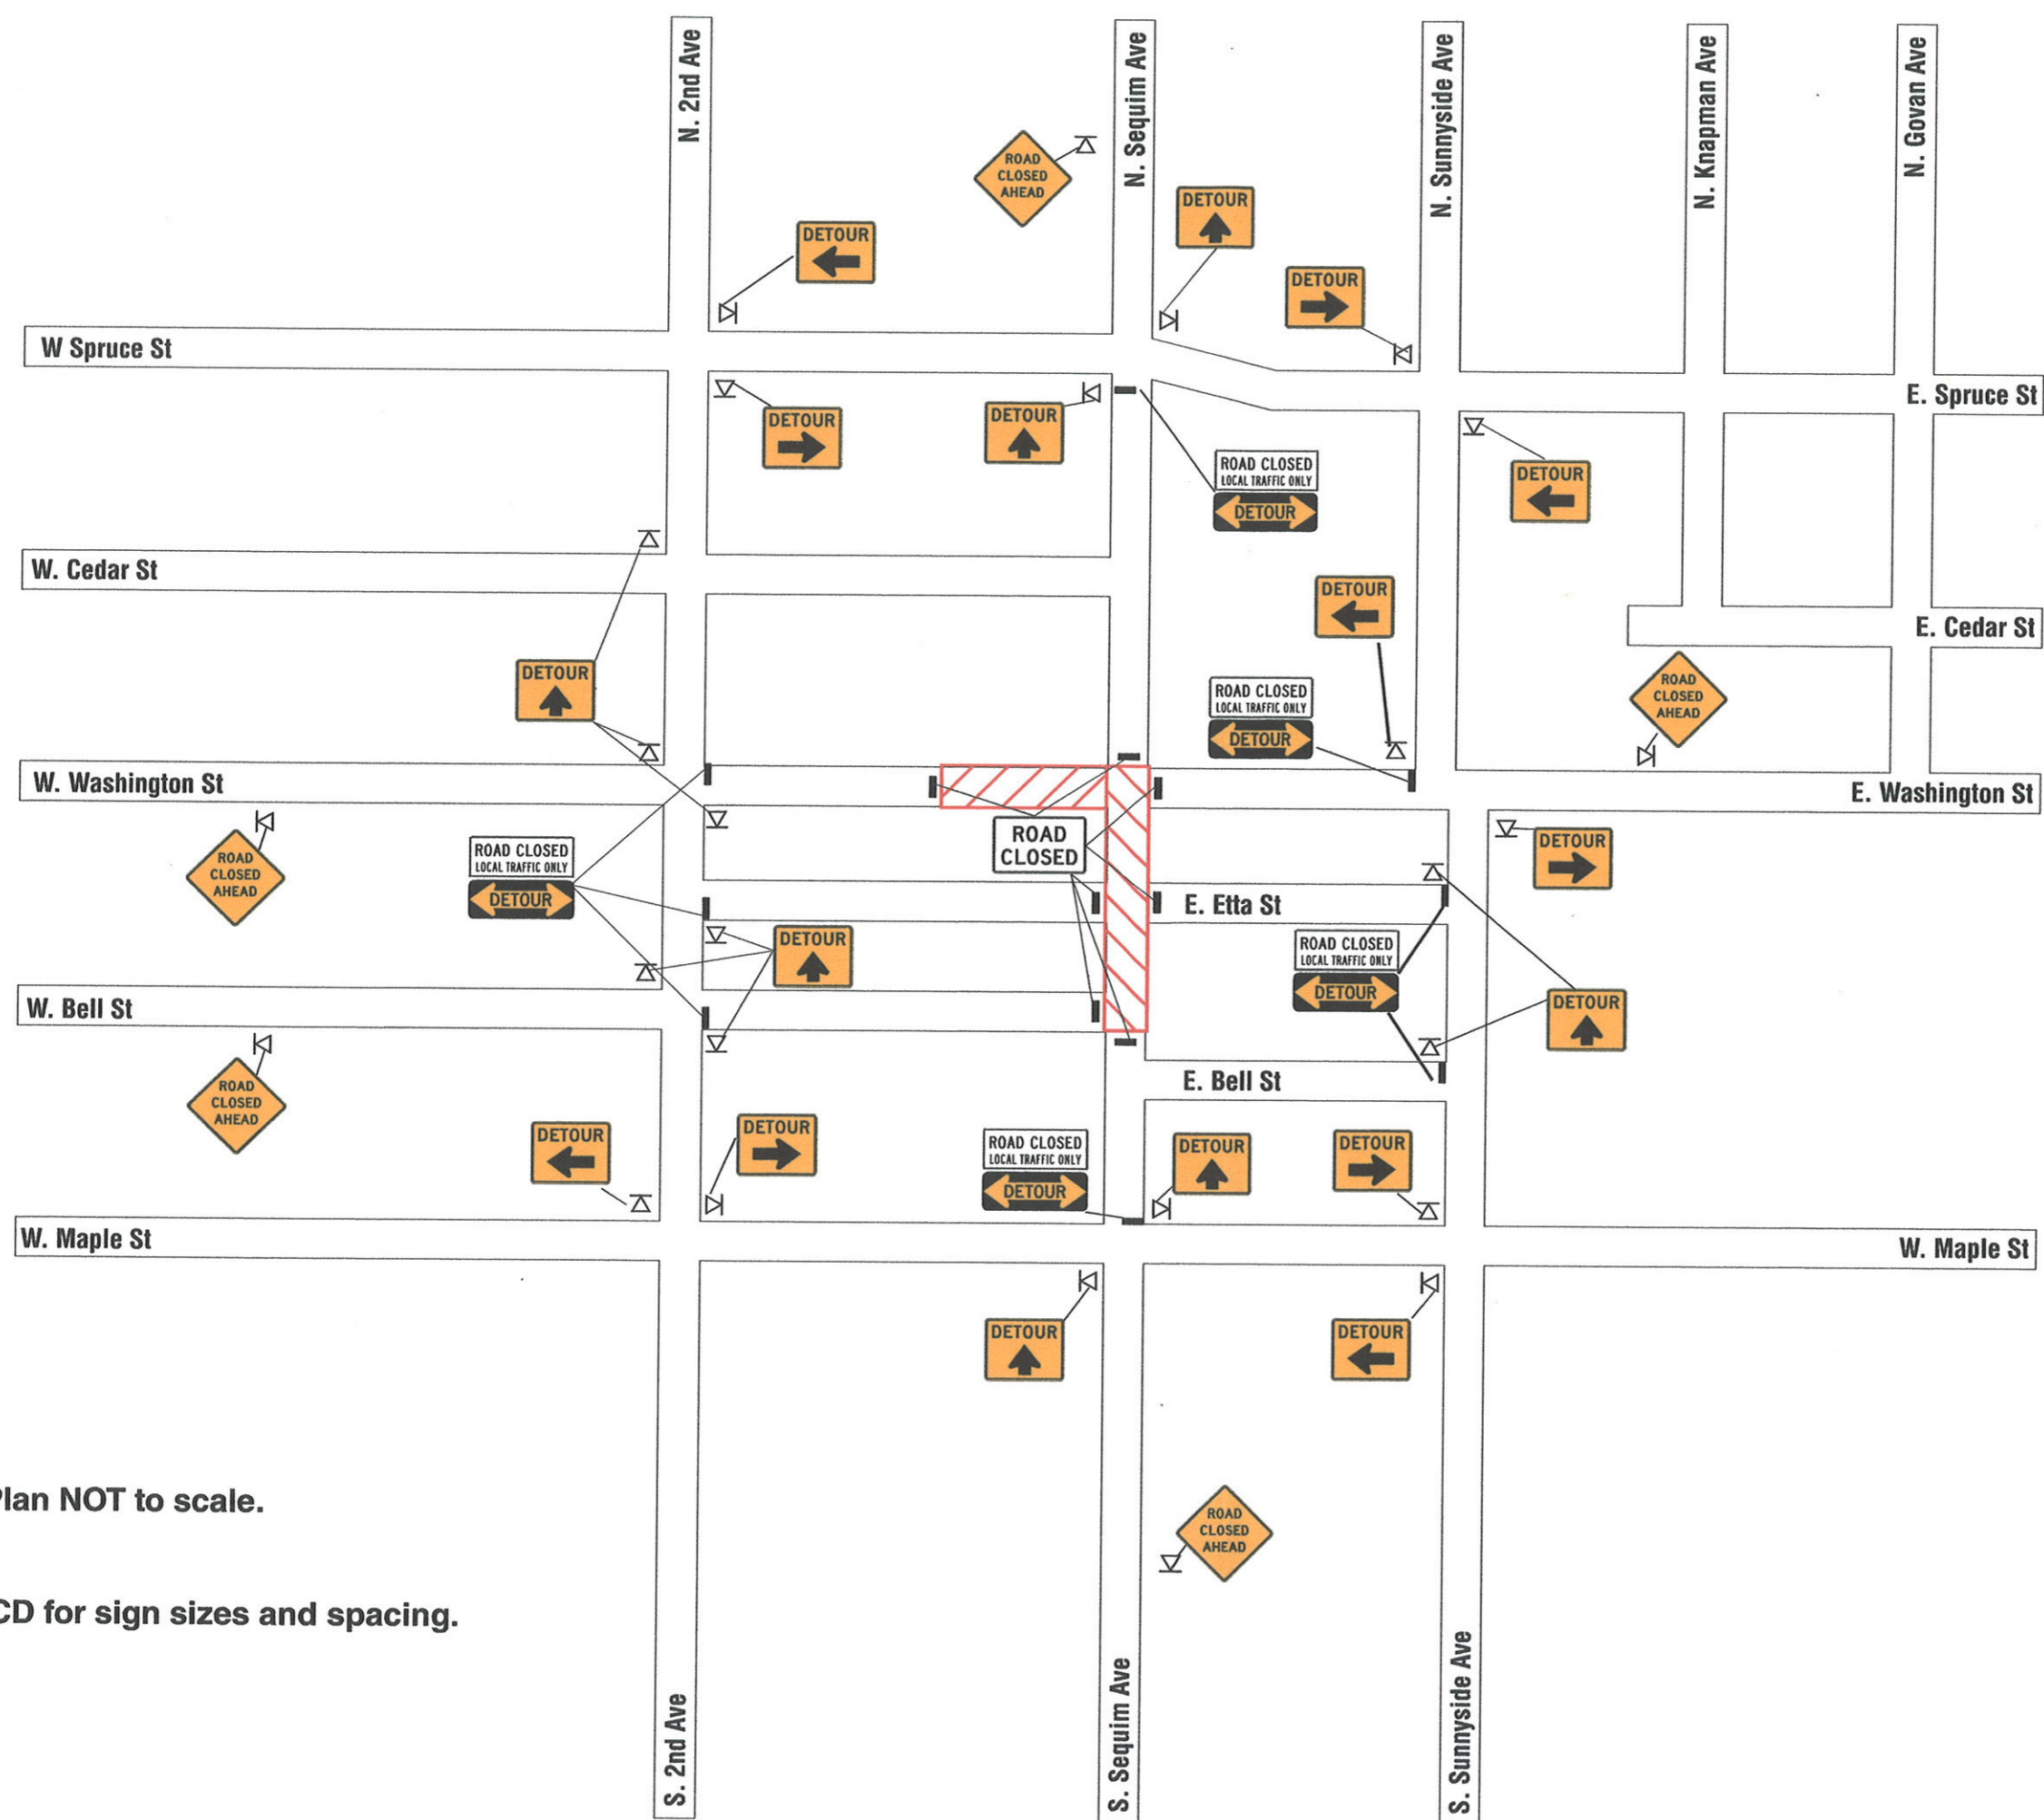 N. 2nd Ave
N. Sequim Ave
N. Sunnyside Ave
N. Knapman Ave
N. Govan Ave
ROAD
CLOSED
AHEAD
DETOUR
DETOUR
DETOUR
W Spruce St
E. Spruce St
DETOUR
DETOUR
ROAD CLOSED
LOCAL TRAFFIC ONLY
DETOUR
DETOUR
W. Cedar St
DETOUR
E. Cedar St
DETOUR
ROAD CLOSED
LOCAL TRAFFIC ONLY
DETOUR
ROAD
CLOSED
AHEAD
W. Washington St
E. Washington St
ROAD
CLOSED
AHEAD
ROAD CLOSED
LOCAL TRAFFIC ONLY
DETOUR
ROAD
CLOSED
DETOUR
E. Etta St
DETOUR
ROAD CLOSED
LOCAL TRAFFIC ONLY
DETOUR
DETOUR
W. Bell St
E. Bell St
ROAD
CLOSED
AHEAD
DETOUR
DETOUR
ROAD CLOSED
LOCAL TRAFFIC ONLY
DETOUR
DETOUR
DETOUR
W. Maple St
W. Maple St
DETOUR
DETOUR
Plan NOT to scale.
ROAD
CLOSED
AHEAD
CD for sign sizes and spacing.
S. 2nd Ave
S. Sequim Ave
S. Sunnyside Ave